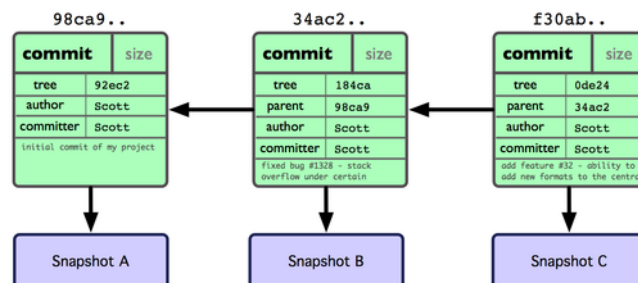 98ca9..
34ac2..
f30ab..
commit size
tree 92ec2
author Scott
committer Scott
initial commit of my project
commit size
tree 184ca
parent 98ca9
author Scott
committer Scott
fixed bug #1328 - stack
overflow under certain
commit size
tree 0de24
parent 34ac2
author Scott
committer Scott
add feature #32 - ability to
add new formats to the centra
Snapshot A
Snapshot B
Snapshot C